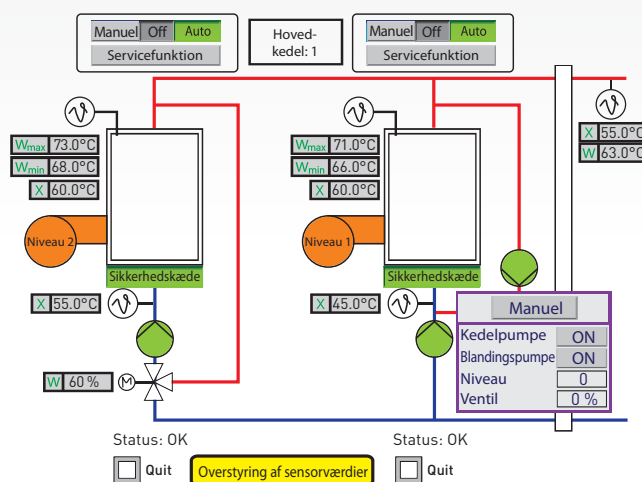 Manuel Off Auto
Servicefunktion
Hoved-
kedel: 1
Manuel Off Auto
Servicefunktion
Wmax 73.0°C
Wmin 68.0°C
X 60.0°C
Niveau 2
Sikkerhedskæde
X 55.0°C
W 60 %
M
Wmax 71.0°C
Wmin 66.0°C
X 60.0°C
Niveau 1
Sikkerhedskæde
X 45.0°C
X 55.0°C
W 63.0°C
Manuel
Kedelpumpe ON
Blandingspumpe ON
Niveau 0
Ventil 0 %
Status: OK
Quit
Overstyring af sensorværdier
Status: OK
Quit